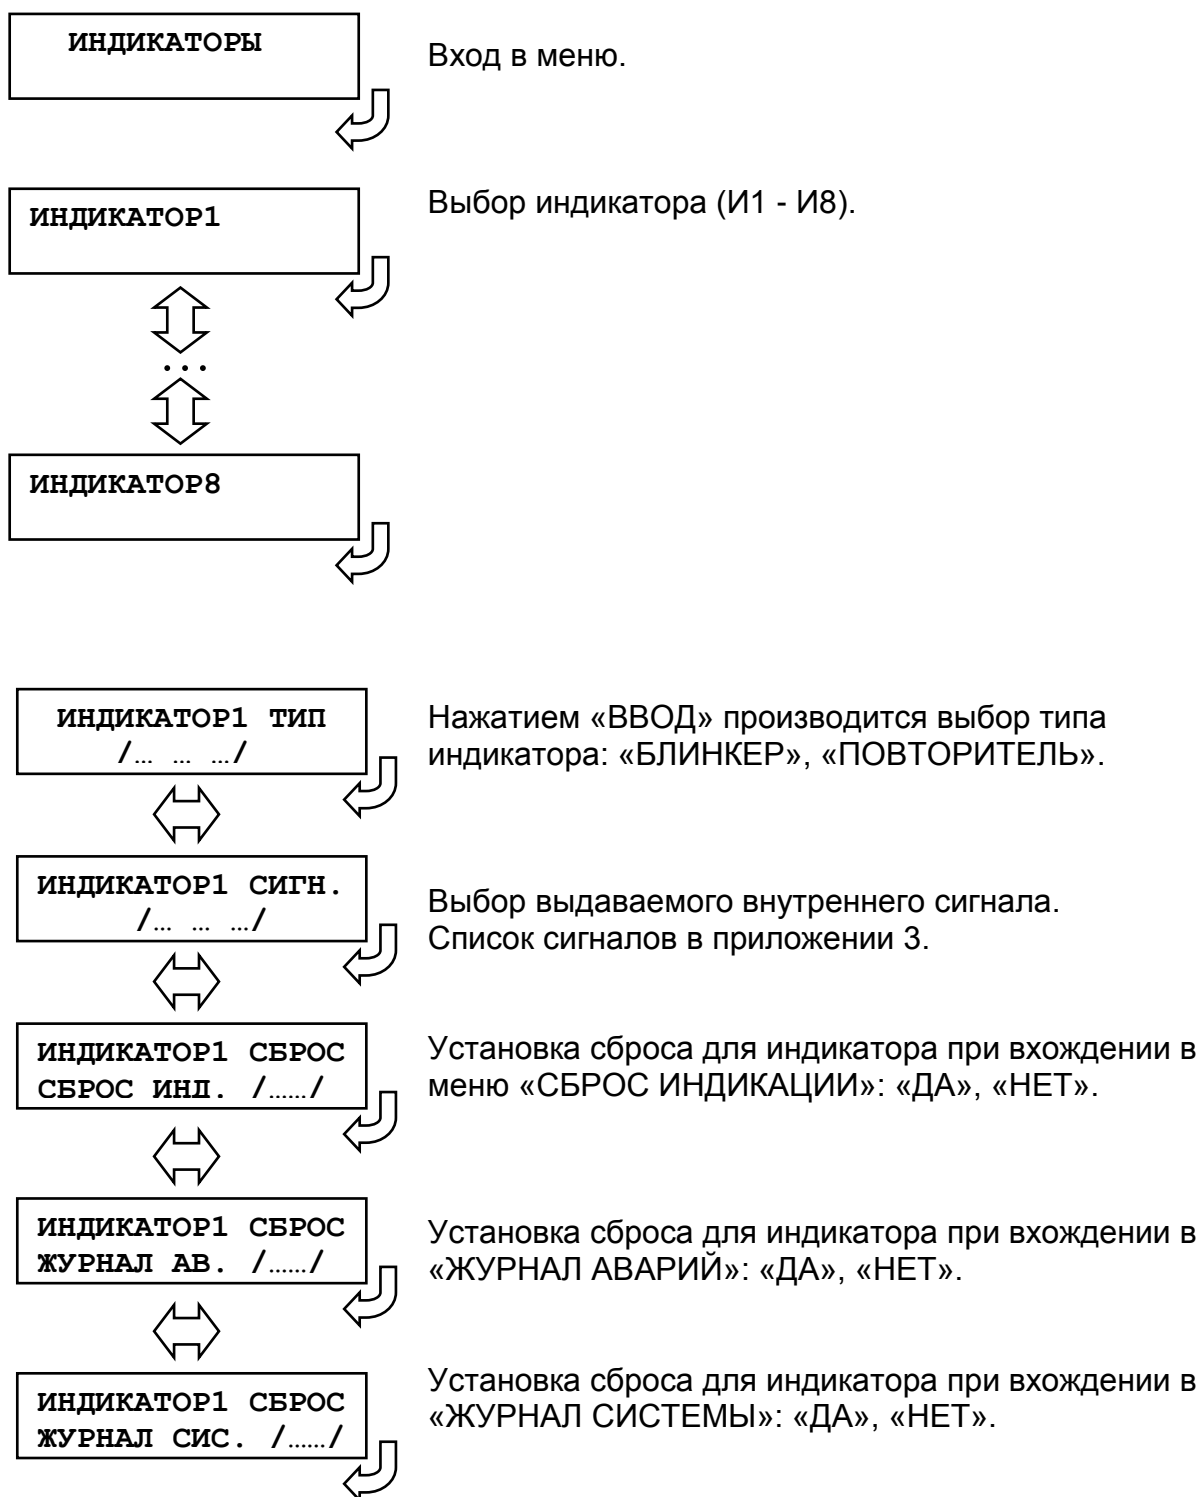 ИНДИКАТОРЫ
Вход в меню.
ИНДИКАТОР1
Выбор индикатора (И1 - И8).
...
ИНДИКАТОР8
ИНДИКАТОР1 ТИП
/… … …/
Нажатием «ВВОД» производится выбор типа
индикатора: «БЛИНКЕР», «ПОВТОРИТЕЛЬ».
ИНДИКАТОР1 СИГН.
/… … …/
Выбор выдаваемого внутреннего сигнала.
Список сигналов в приложении 3.
ИНДИКАТОР1 СБРОС
СБРОС ИНД. /……/
Установка сброса для индикатора при вхождении в
меню «СБРОС ИНДИКАЦИИ»: «ДА», «НЕТ».
ИНДИКАТОР1 СБРОС
ЖУРНАЛ АВ. /……/
Установка сброса для индикатора при вхождении в
«ЖУРНАЛ АВАРИЙ»: «ДА», «НЕТ».
ИНДИКАТОР1 СБРОС
ЖУРНАЛ СИС. /……/
Установка сброса для индикатора при вхождении в
«ЖУРНАЛ СИСТЕМЫ»: «ДА», «НЕТ».